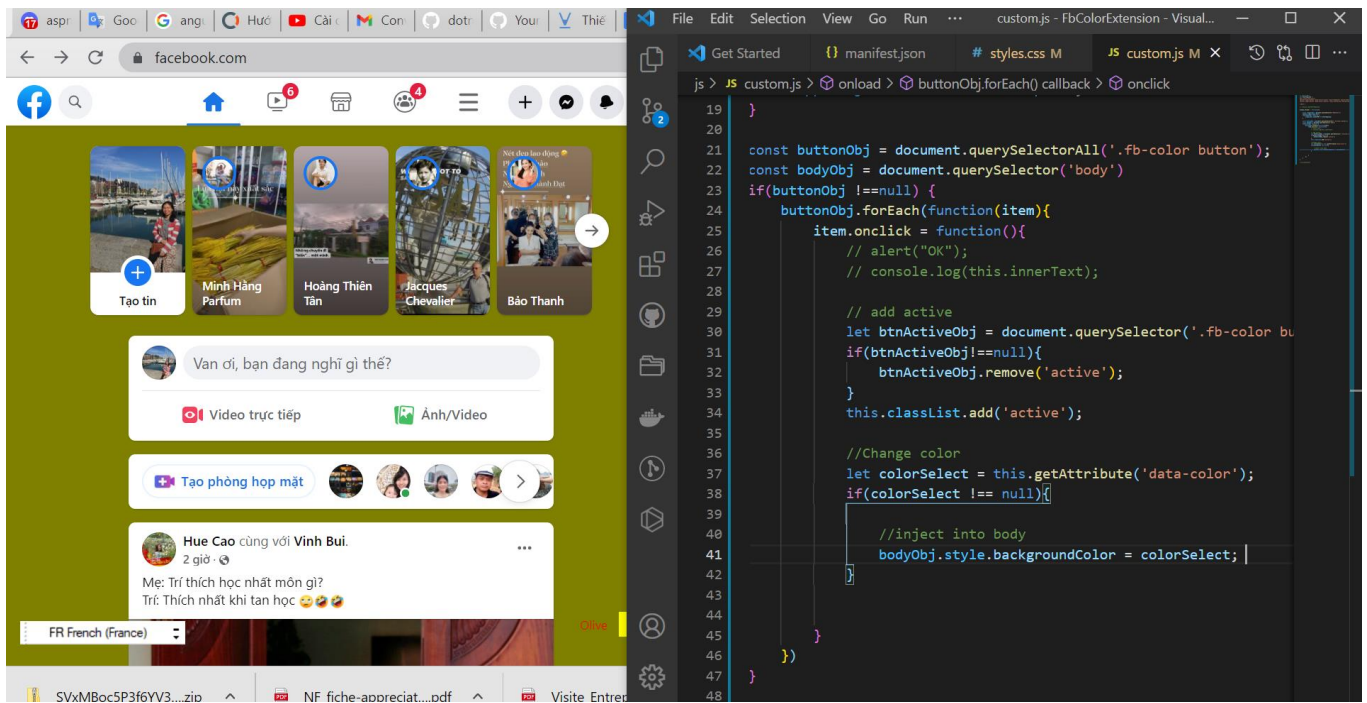 aspr
Goo
ang
Hướ
Cài
Con
dotr
Your
Thiế
facebook.com
6
4
Tạo tin
Minh Hằng
Parfum
Hoàng Thiên
Tân
Jacques
Chevalier
Nét đẹp lao động
Bảo Thanh
Van ơi, bạn đang nghĩ gì thế?
Video trực tiếp
Ảnh/Video
Tạo phòng họp mặt
Hue Cao cùng với Vinh Bui.
2 giờ ·
Mẹ: Trí thích học nhất môn gì?
Trí: Thích nhất khi tan học 🙄🤣🤣
FR French (France)
Olive
SVxMBoc5P3f6YV3....zip
NF_fiche-appreciat....pdf
Visite_Entrer
File Edit Selection View Go Run ··· custom.js - FbColorExtension - Visual...
Get Started
{} manifest.json
# styles.css M
JS custom.js M
js > JS custom.js > onload > buttonObj.forEach() callback > onclick
2
19 }
20
21 const buttonObj = document.querySelectorAll('.fb-color button');
22 const bodyObj = document.querySelector('body')
23 if(buttonObj !==null) {
24 buttonObj.forEach(function(item){
25 item.onclick = function(){
26 // alert("OK");
27 // console.log(this.innerText);
28
29 // add active
30 let btnActiveObj = document.querySelector('.fb-color bu
31 if(btnActiveObj!==null){
32 btnActiveObj.remove('active');
33 }
34 this.classList.add('active');
35
36 //Change color
37 let colorSelect = this.getAttribute('data-color');
38 if(colorSelect !== null){
39
40 //inject into body
41 bodyObj.style.backgroundColor = colorSelect;
42 }
43
44
45 }
46 })
47 }
48